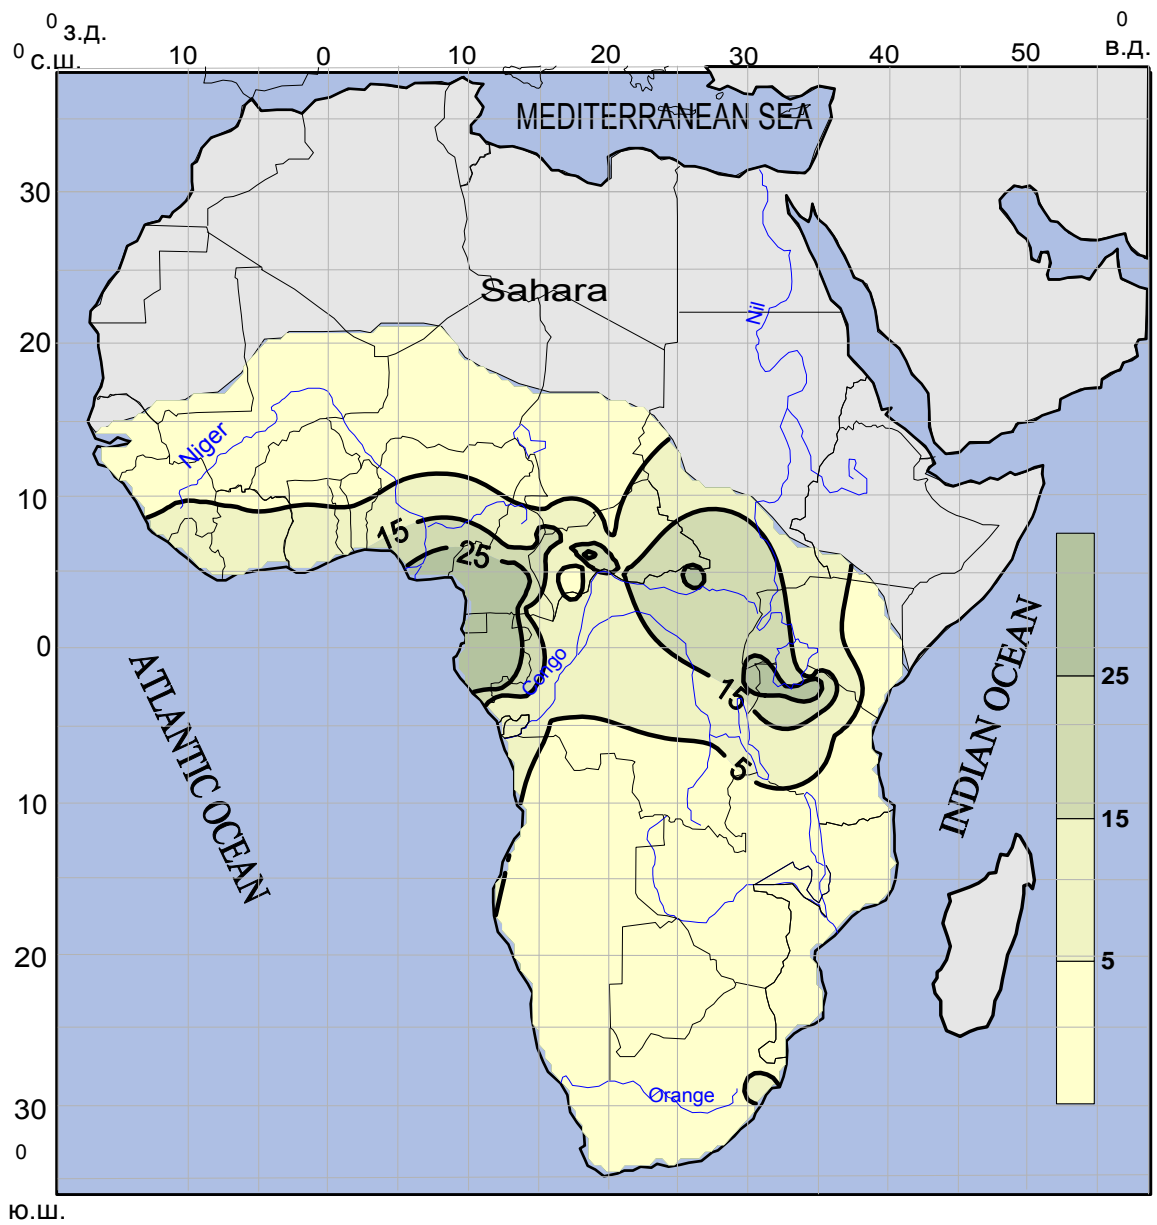 0
з.д.
0
в.д.
0
с.ш.
10
0
10
20
30
40
50
MEDITERRANEAN SEA
30
Sahara
Nil
20
Niger
10
15
25
0
Congo
ATLANTIC OCEAN
INDIAN OCEAN
15
25
5
10
15
20
5
Orange
30
0
ю.ш.